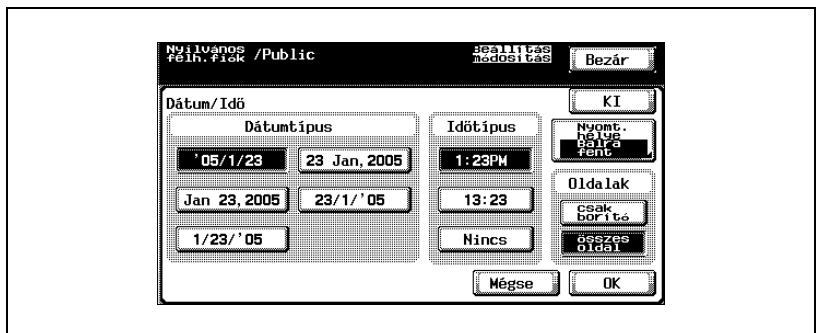 Nyilvános
félh.fiók /Public
Beállítás
módosítás
Bezár
Dátum/Idő
KI
Dátumtípus
Időtípus
Nyomt.
helye
Balra
fent
'05/1/23
23 Jan, 2005
1:23PM
Oldalak
Jan 23, 2005
23/1/'05
13:23
csak
borító
1/23/'05
Nincs
összes
oldal
Mégse
OK